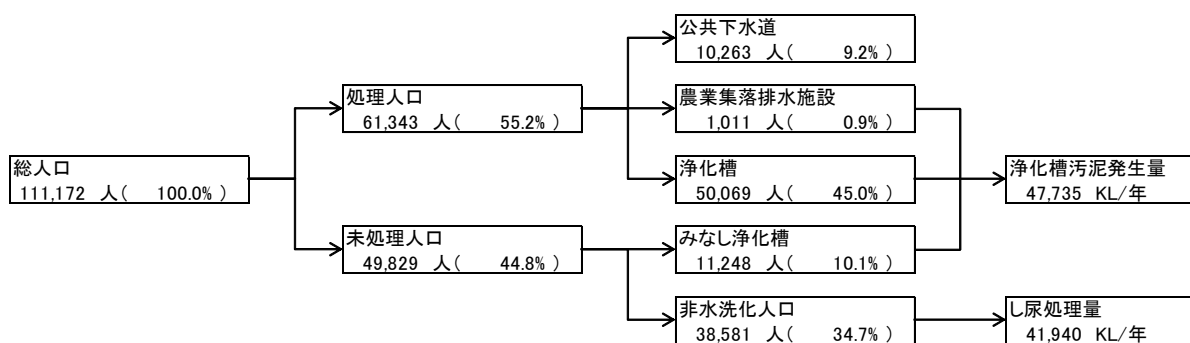 公共下水道
10,263 人( 9.2% )
処理人口
61,343 人( 55.2% )
農業集落排水施設
1,011 人( 0.9% )
総人口
111,172 人( 100.0% )
浄化槽
50,069 人( 45.0% )
浄化槽汚泥発生量
47,735 KL/年
未処理人口
49,829 人( 44.8% )
みなし浄化槽
11,248 人( 10.1% )
非水洗化人口
38,581 人( 34.7% )
し尿処理量
41,940 KL/年